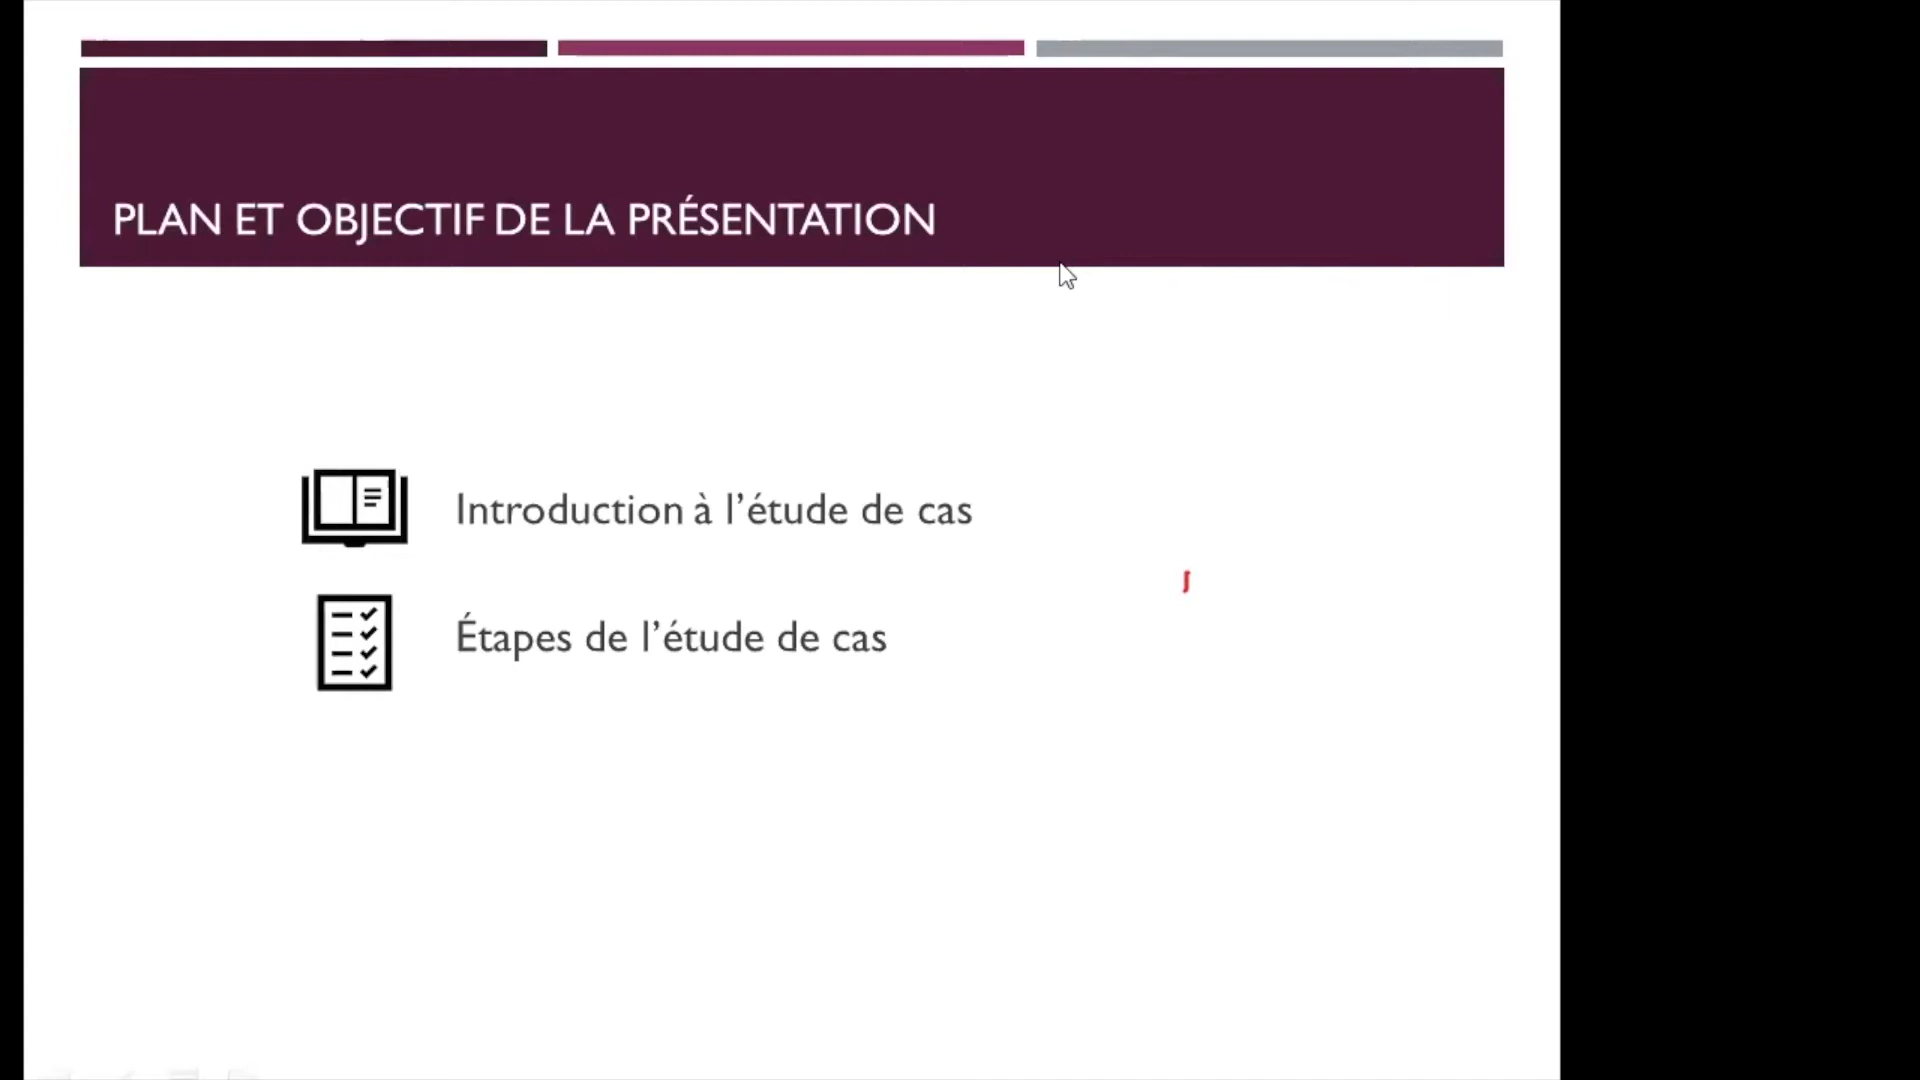 PLAN ET OBJECTIF DE LA PRÉSENTATION
Introduction à l’étude de cas
Étapes de l’étude de cas